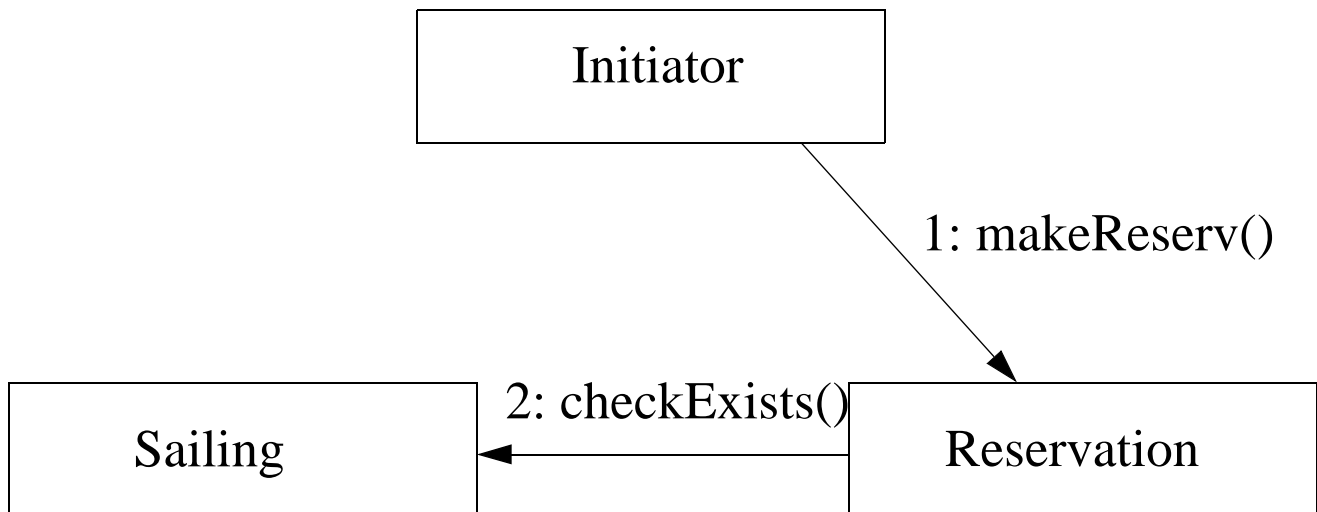 Initiator
1: makeReserv()
2: checkExists()
Sailing
Reservation